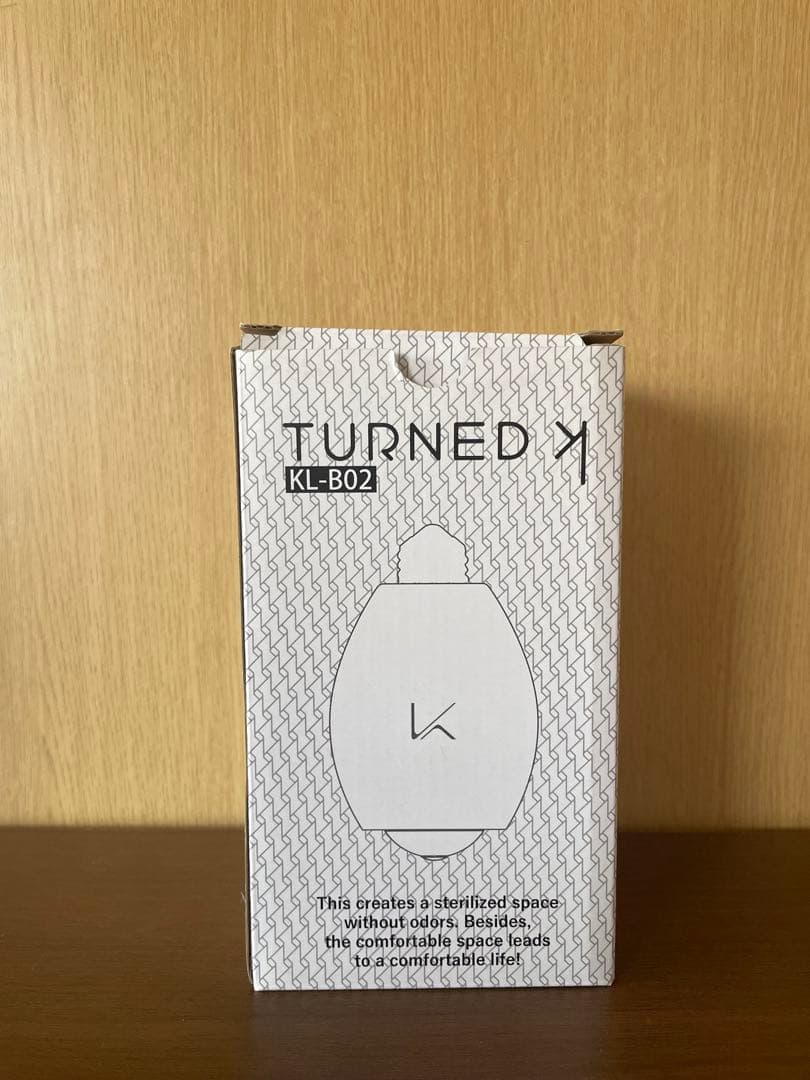 TURNED K
KL-B02
K
This creates a sterilized space
without odors. Besides,
the comfortable space leads
to a comfortable life!